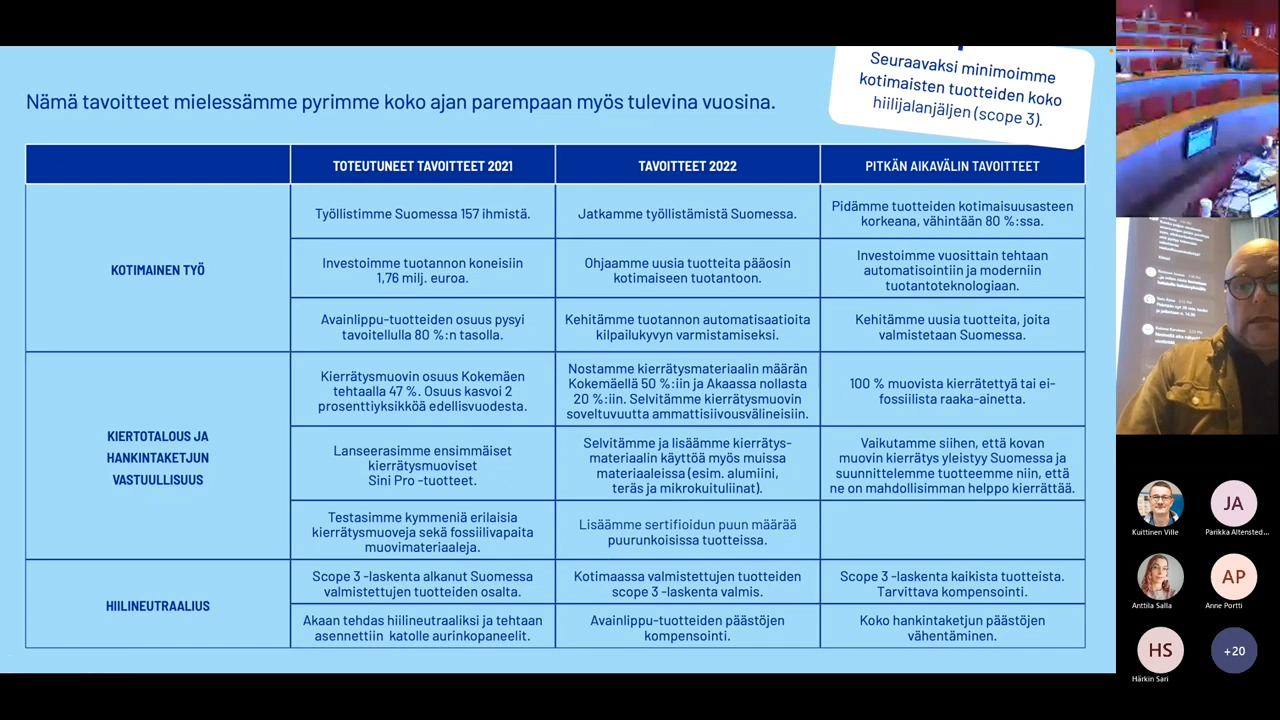 Seuraavaksi minimoimme
kotimaisten tuotteiden koko
hiilijalanjäljen (scope 3).
Nämä tavoitteet mielessämme pyrimme koko ajan parempaan myös tulevina vuosina.
TOTEUTUNEET TAVOITTEET 2021
TAVOITTEET 2022
PITKÄN AIKAVÄLIN TAVOITTEET
KOTIMAINEN TYÖ
Työllistimme Suomessa 157 ihmistä.
Jatkamme työllistämistä Suomessa.
Pidämme tuotteiden kotimaisuusasteen
korkeana, vähintään 80 %:ssa.
Investoimme tuotannon koneisiin
1,76 milj. euroa.
Ohjaamme uusia tuotteita pääosin
kotimaiseen tuotantoon.
Investoimme vuosittain tehtaan
automatisointiin ja moderniin
tuotantoteknologiaan.
Avainlippu-tuotteiden osuus pysyi
tavoitellulla 80 %:n tasolla.
Kehitämme tuotannon automatisaatioita
kilpailukyvyn varmistamiseksi.
Kehitämme uusia tuotteita, joita
valmistetaan Suomessa.
KIERTOTALOUS JA
HANKINTAKETJUN
VASTUULLISUUS
Kierrätysmuovin osuus Kokemäen
tehtaalla 47 %. Osuus kasvoi 2
prosenttiyksikköä edellisvuodesta.
Nostamme kierrätysmateriaalin määrän
Kokemäellä 50 %:iin ja Akaassa nollasta
20 %:iin. Selvitämme kierrätysmuovin
soveltuvuutta ammattisiivousvälineisiin.
100 % muovista kierrätettyä tai ei-
fossiilista raaka-ainetta.
Lanseerasimme ensimmäiset
kierrätysmuoviset
Sini Pro -tuotteet.
Selvitämme ja lisäämme kierrätys-
materiaalin käyttöä myös muissa
materiaaleissa (esim. alumiini,
teräs ja mikrokuituliinat).
Vaikutamme siihen, että kovan
muovin kierrätys yleistyy Suomessa ja
suunnittelemme tuotteemme niin, että
ne on mahdollisimman helppo kierrättää.
Testasimme kymmeniä erilaisia
kierrätysmuoveja sekä fossiilivapaita
muovimateriaaleja.
Lisäämme sertifioidun puun määrää
puurunkoisissa tuotteissa.
HIILINEUTRAALIUS
Scope 3 -laskenta alkanut Suomessa
valmistettujen tuotteiden osalta.
Kotimaassa valmistettujen tuotteiden
scope 3 -laskenta valmis.
Scope 3 -laskenta kaikista tuotteista.
Tarvittava kompensointi.
Akaan tehdas hiilineutraaliksi ja tehtaan
asennettiin katolle aurinkopaneelit.
Avainlippu-tuotteiden päästöjen
kompensointi.
Koko hankintaketjun päästöjen
vähentäminen.
Kuittinen Ville
JA
Parikka Altensted...
Anttila Salla
AP
Anne Portti
HS
Härkin Sari
+20